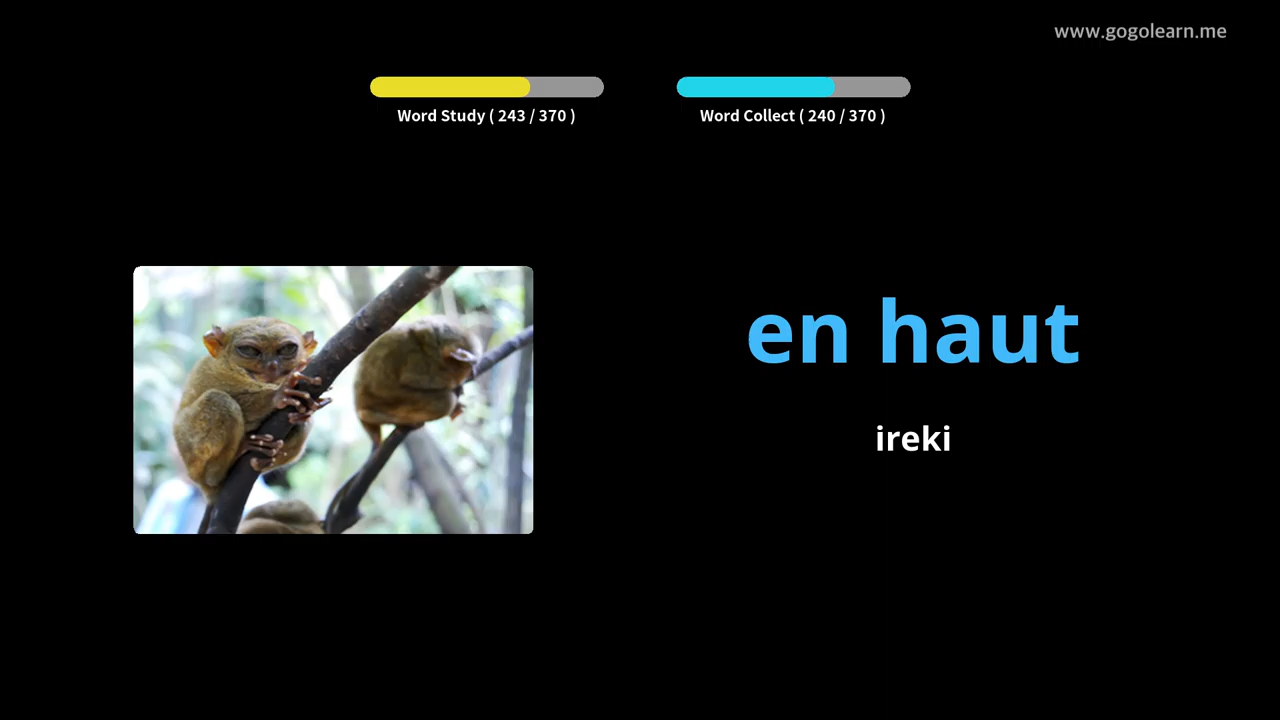 www.gogolearn.me
Word Study ( 243 / 370 )
Word Collect ( 240 / 370 )
en haut
ireki